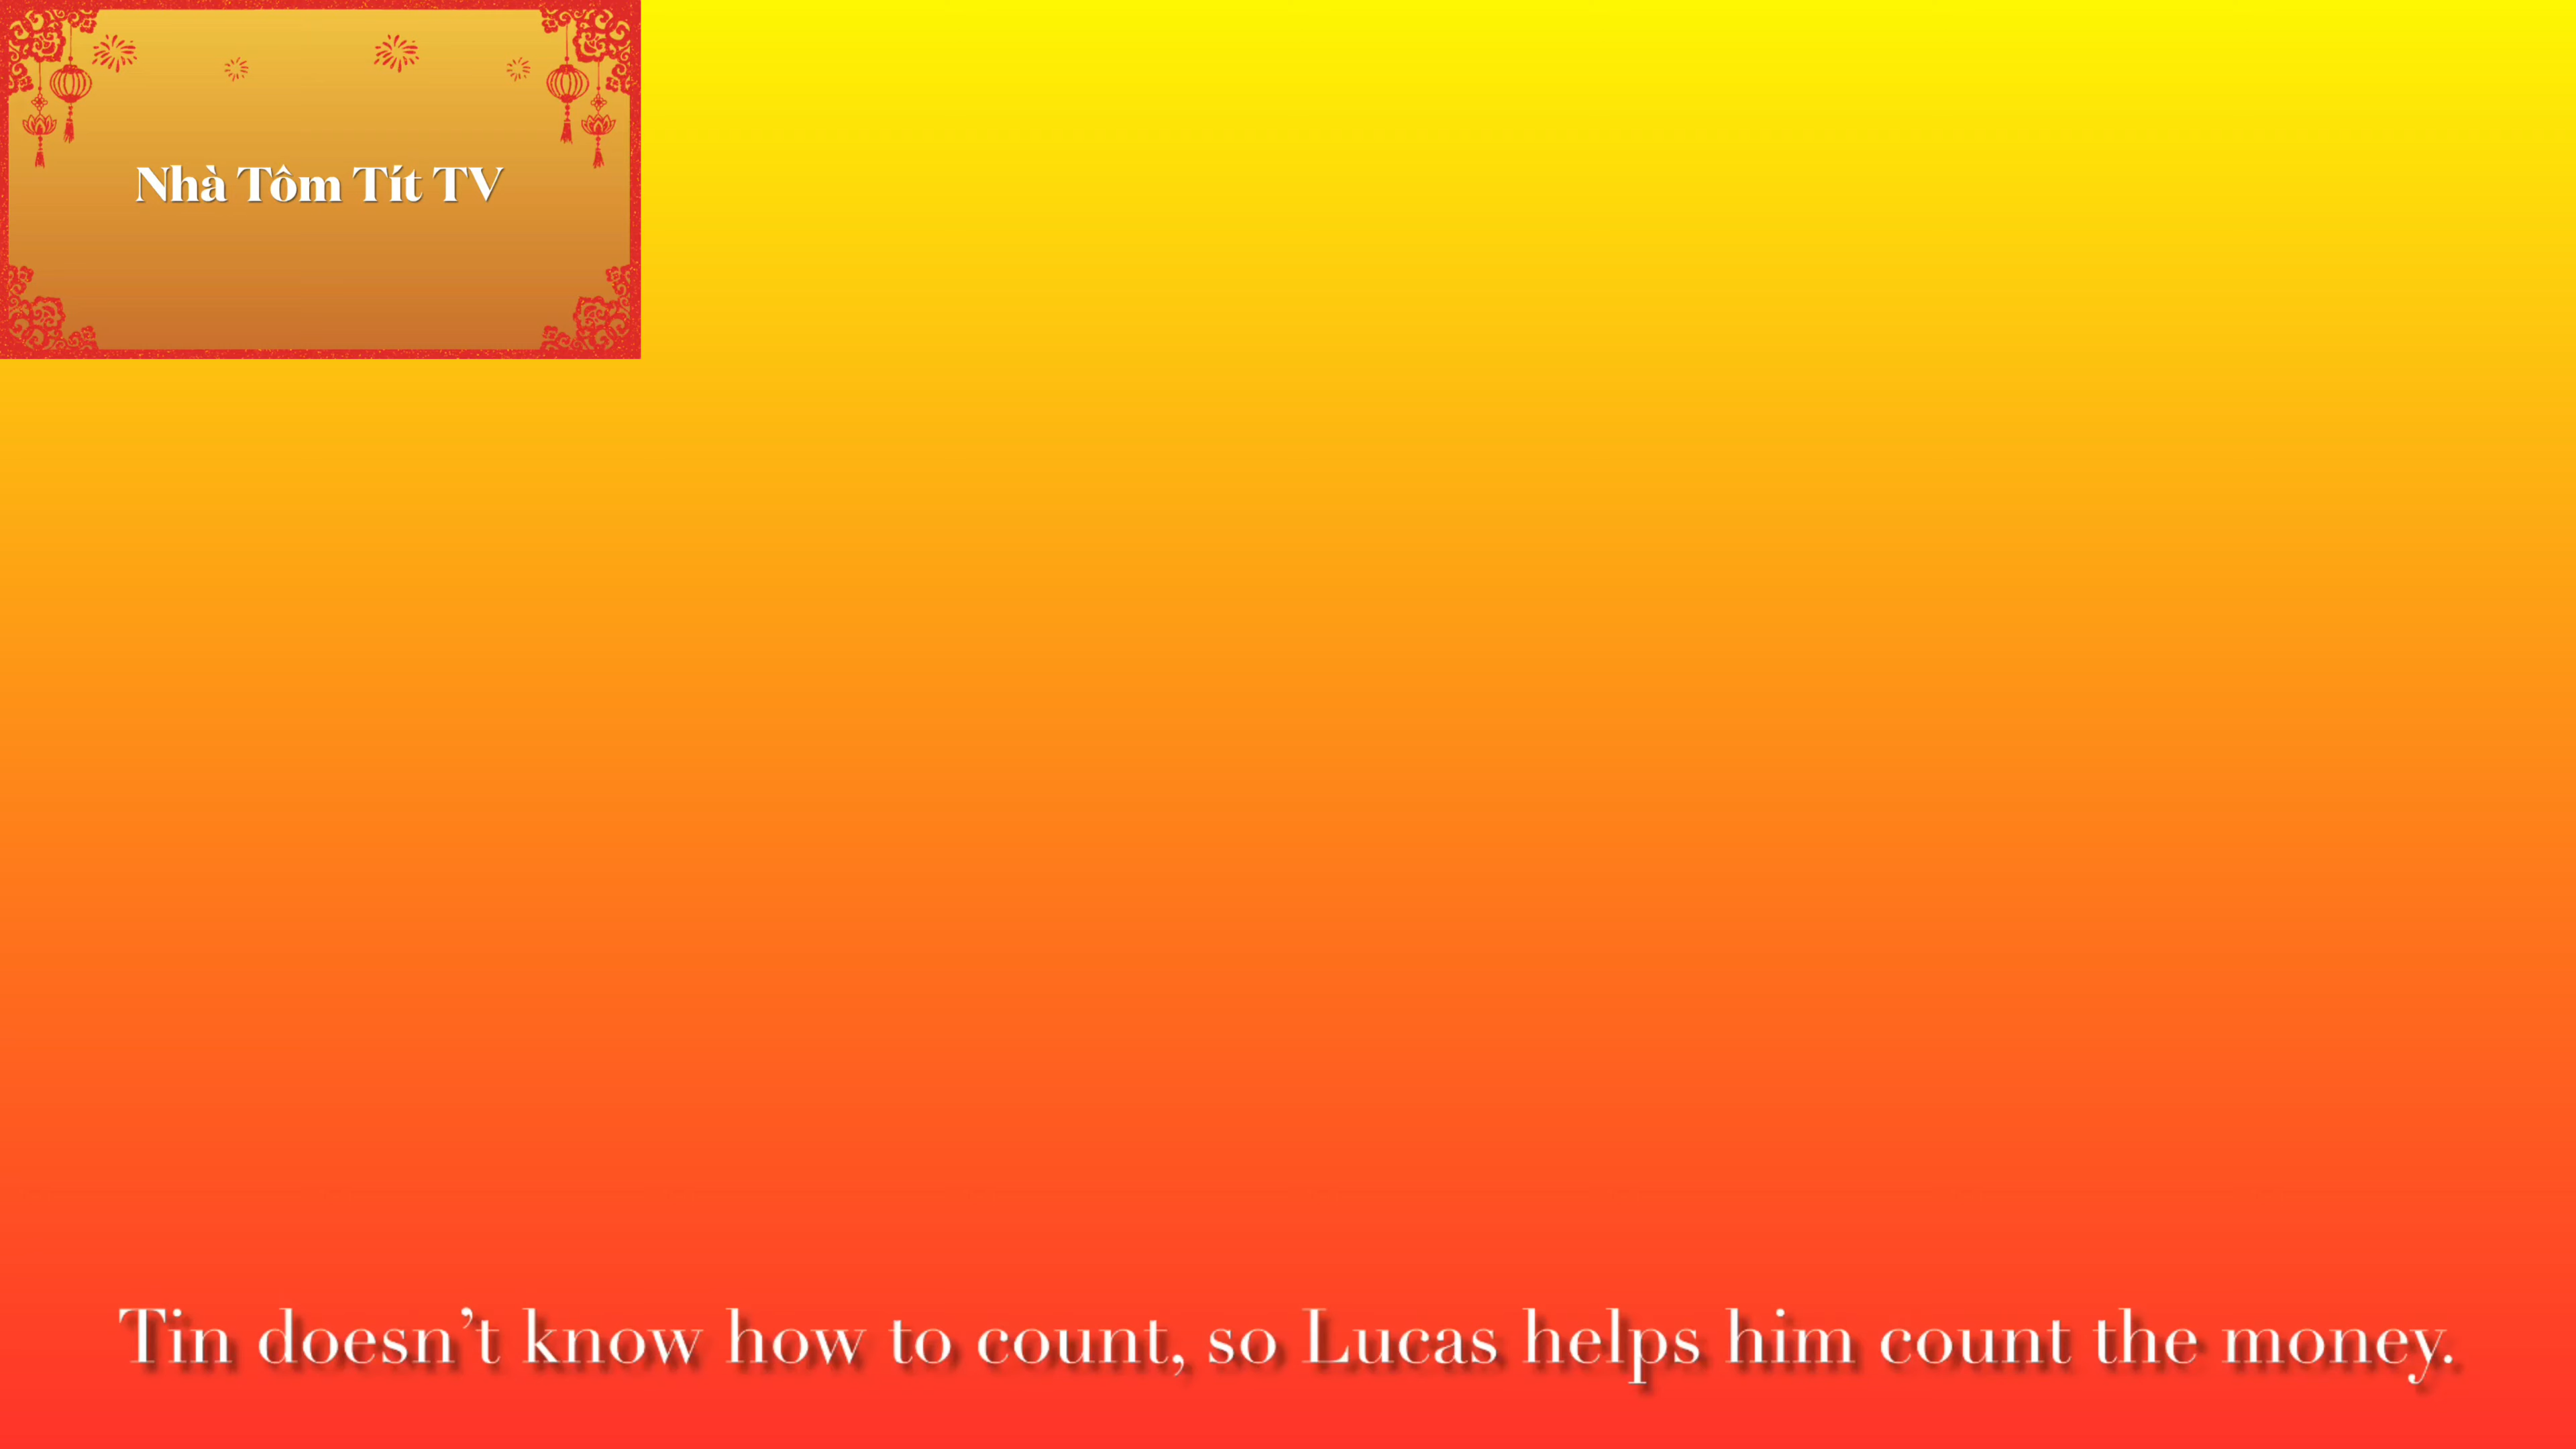 Nhà Tôm Tít TV
Tin doesn’t know how to count, so Lucas helps him count the money.